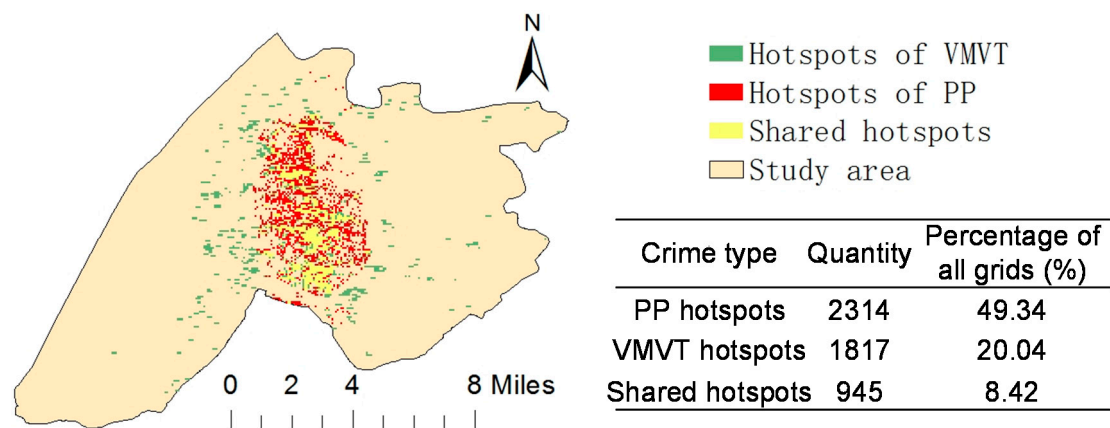 N
Hotspots of VMVT
Hotspots of PP
Shared hotspots
Study area
0 2 4 8 Miles
Crime type Quantity Percentage of
all grids (%)
PP hotspots 2314 49.34
VMVT hotspots 1817 20.04
Shared hotspots 945 8.42